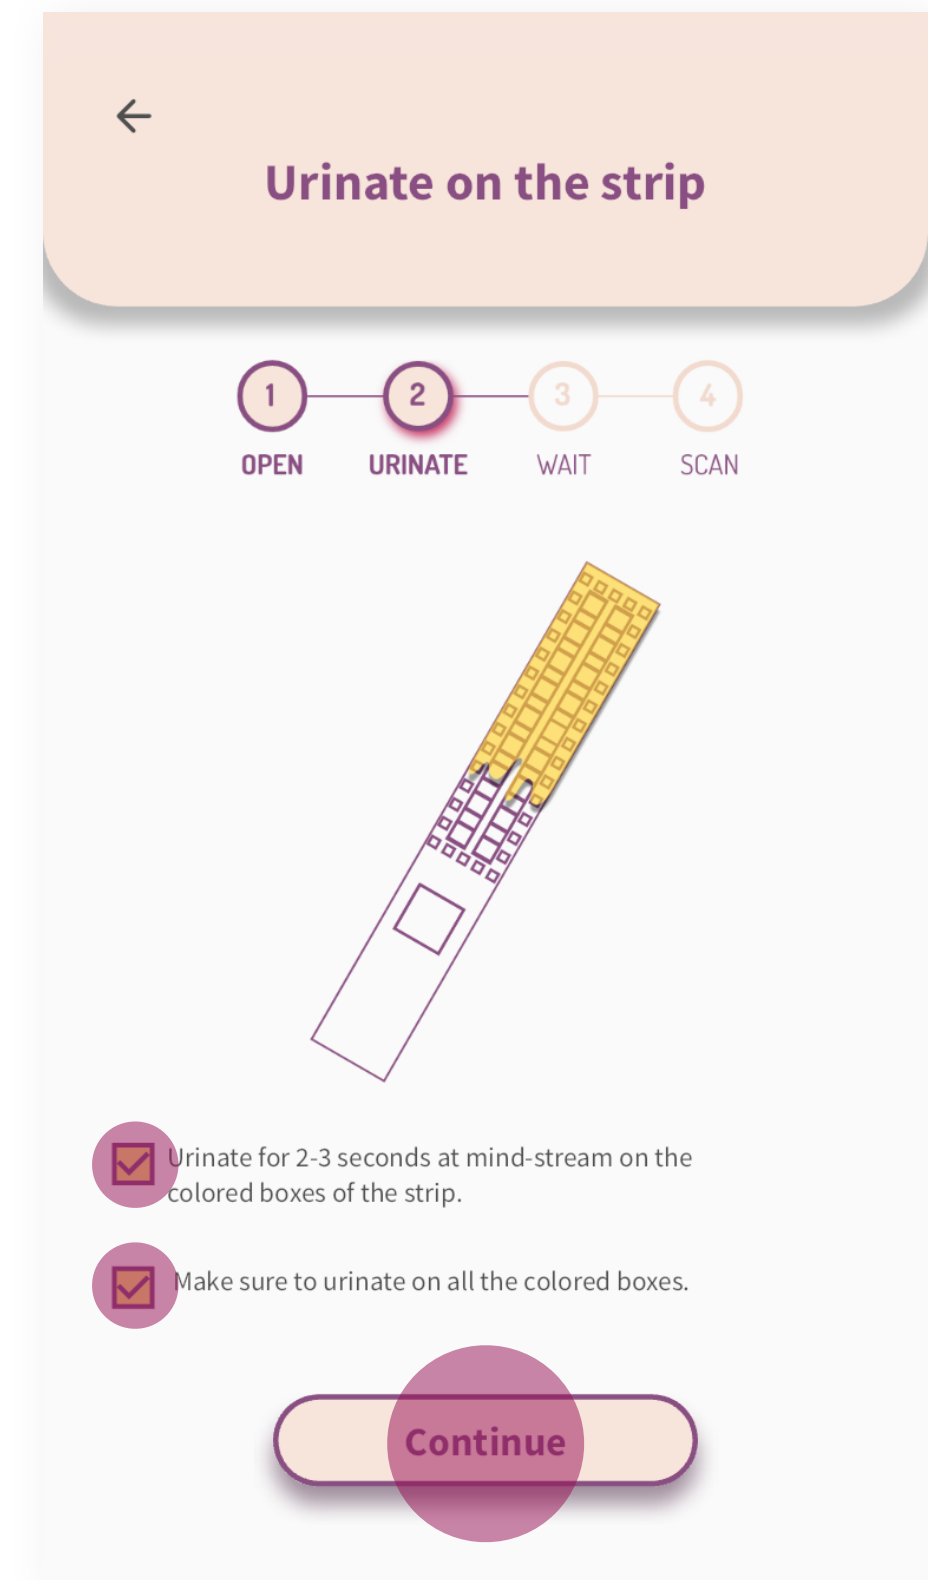 Urinate on the strip
1 2 3 4
OPEN URINATE WAIT SCAN
Urinate for 2-3 seconds at mind-stream on the
colored boxes of the strip.
Make sure to urinate on all the colored boxes.
Continue